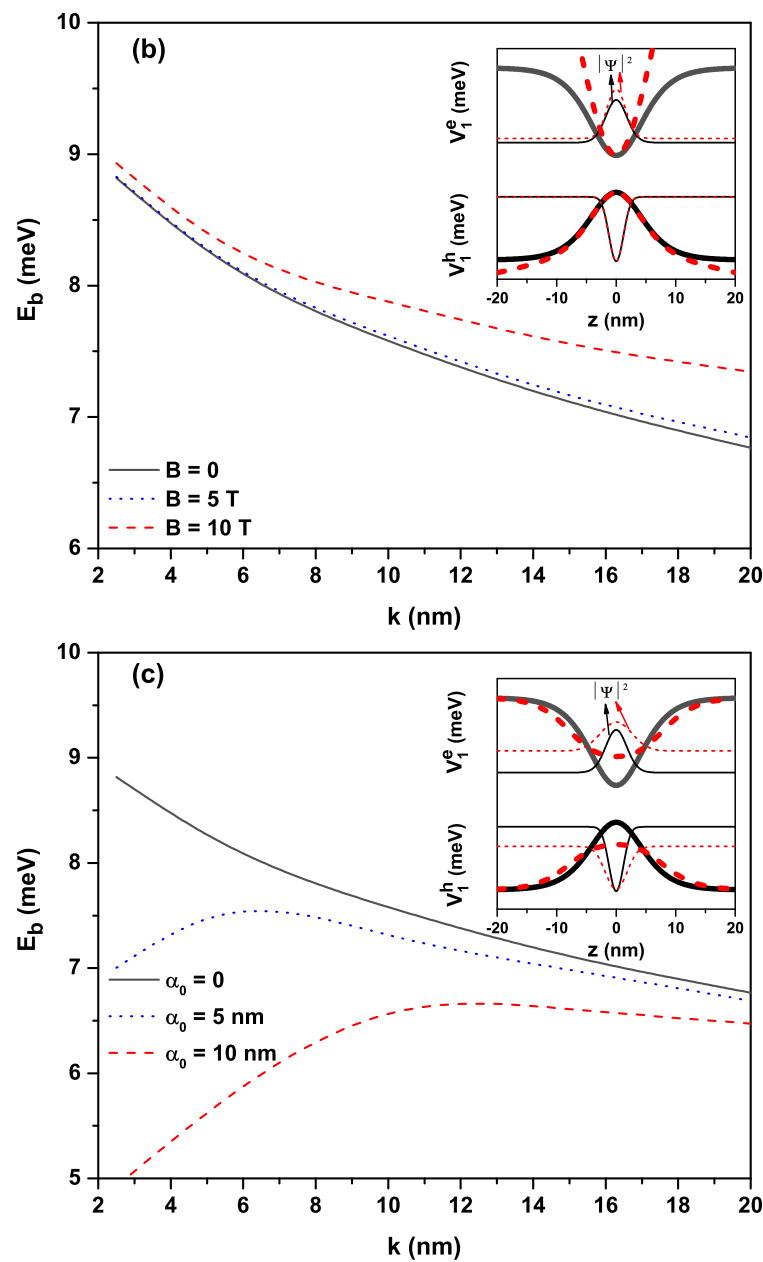 (b)
10
9
8
7
6
E_b (meV)
|Ψ|²
V₁ᵉ (meV)
V₁ʰ (meV)
-20 -10 0 10 20
z (nm)
B = 0
B = 5 T
B = 10 T
2 4 6 8 10 12 14 16 18 20
k (nm)
(c)
10
9
8
7
6
5
E_b (meV)
|Ψ|²
V₁ᵉ (meV)
V₁ʰ (meV)
-20 -10 0 10 20
z (nm)
α₀ = 0
α₀ = 5 nm
α₀ = 10 nm
2 4 6 8 10 12 14 16 18 20
k (nm)